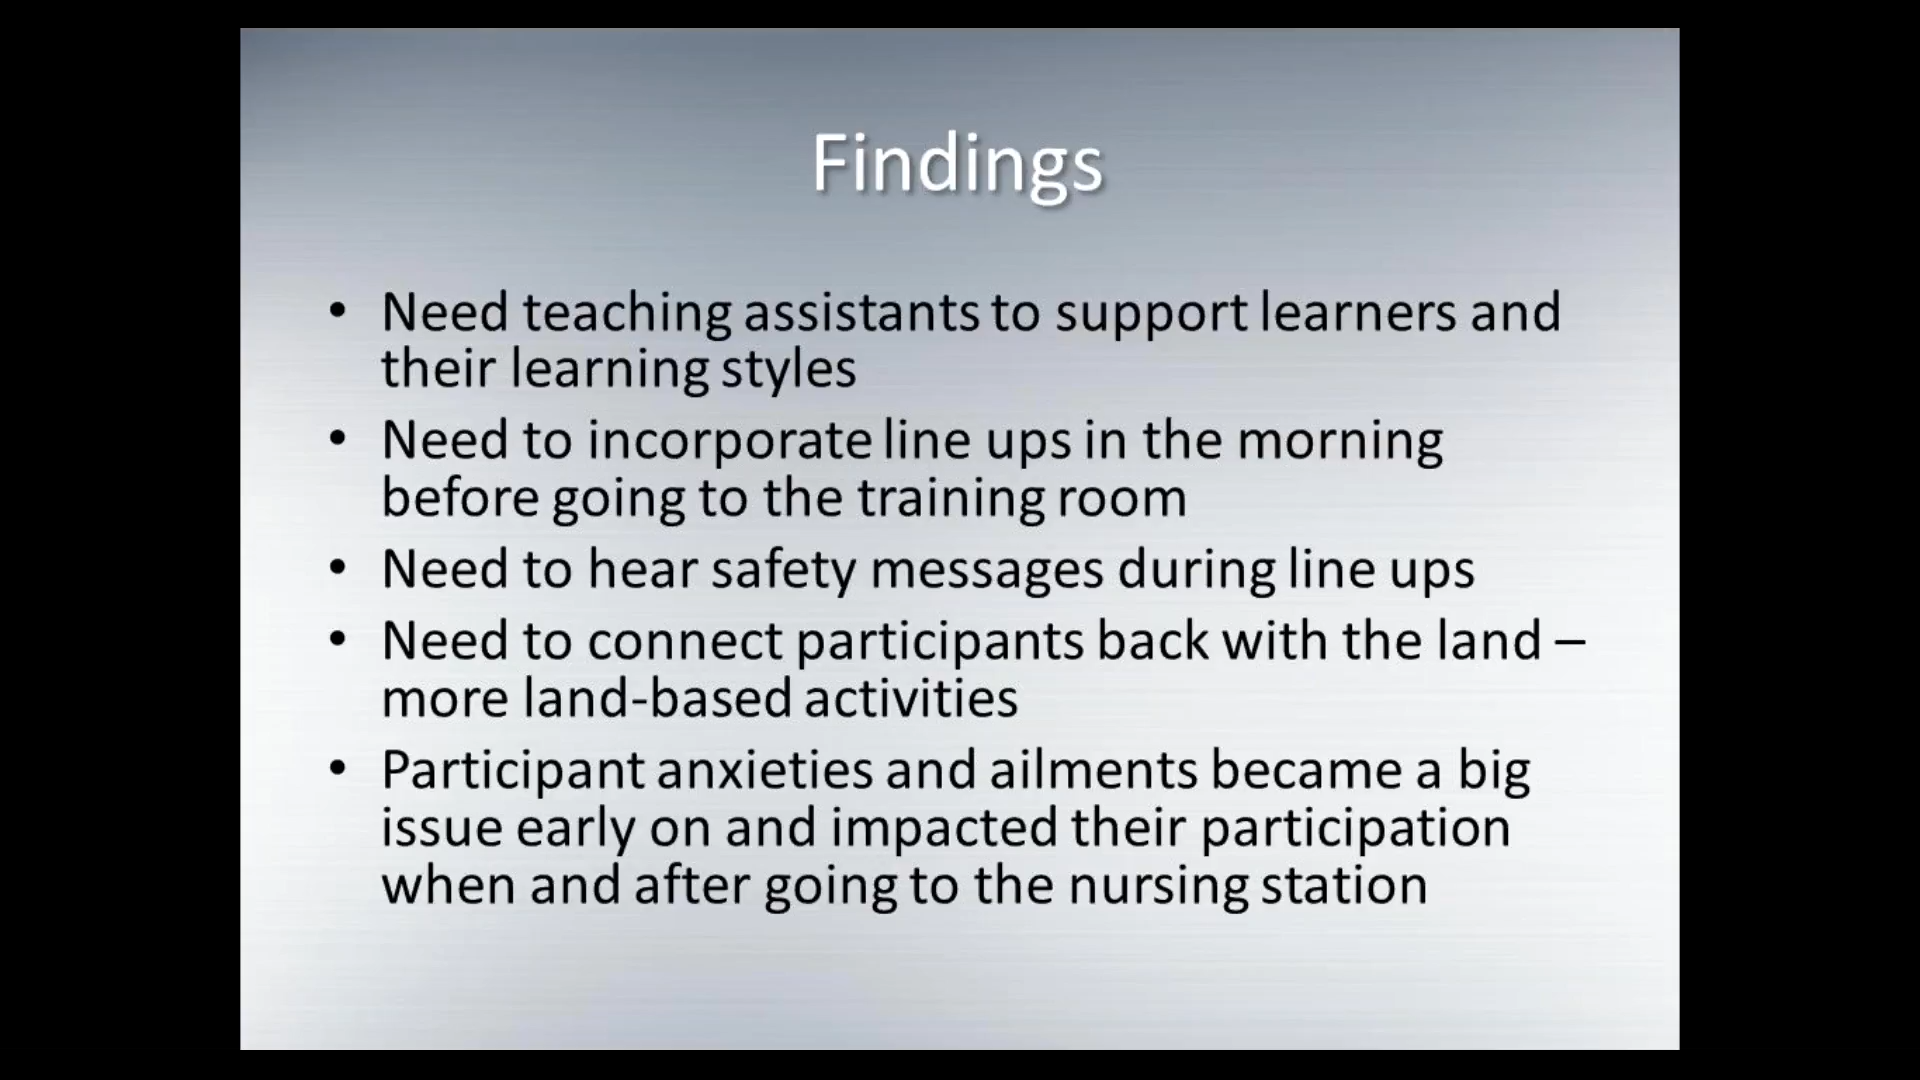 Findings
• Need teaching assistants to support learners and
their learning styles
• Need to incorporate line ups in the morning
before going to the training room
• Need to hear safety messages during line ups
• Need to connect participants back with the land –
more land-based activities
• Participant anxieties and ailments became a big
issue early on and impacted their participation
when and after going to the nursing station